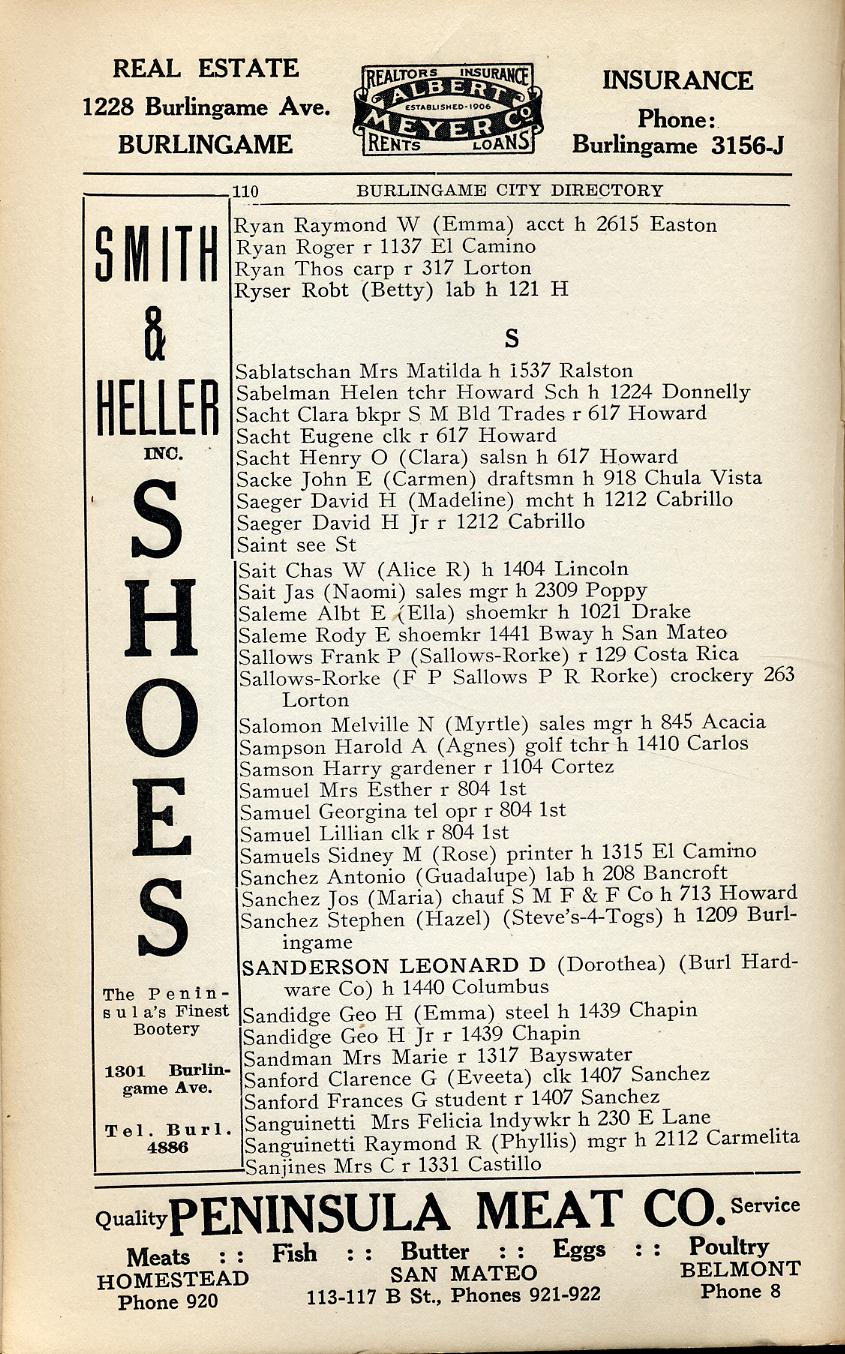 REAL ESTATE
1228 Burlingame Ave.
BURLINGAME
REALTORS INSURANCE
ALBERT
ESTABLISHED-1906
MEYER Co
RENTS LOANS
INSURANCE
Phone:
Burlingame 3156-J
110 BURLINGAME CITY DIRECTORY
SMITH
&
HELLER
INC.
SHOES
The Penin-
sula's Finest
Bootery
1301 Burlin-
game Ave.
Tel. Burl.
4886
Ryan Raymond W (Emma) acct h 2615 Easton
Ryan Roger r 1137 El Camino
Ryan Thos carp r 317 Lorton
Ryser Robt (Betty) lab h 121 H
S
Sablatschan Mrs Matilda h 1537 Ralston
Sabelman Helen tchr Howard Sch h 1224 Donnelly
Sacht Clara bkpr S M Bld Trades r 617 Howard
Sacht Eugene clk r 617 Howard
Sacht Henry O (Clara) salsn h 617 Howard
Sacke John E (Carmen) draftsmn h 918 Chula Vista
Saeger David H (Madeline) mcht h 1212 Cabrillo
Saeger David H Jr r 1212 Cabrillo
Saint see St
Sait Chas W (Alice R) h 1404 Lincoln
Sait Jas (Naomi) sales mgr h 2309 Poppy
Saleme Albt E (Ella) shoemkr h 1021 Drake
Saleme Rody E shoemkr 1441 Bway h San Mateo
Sallows Frank P (Sallows-Rorke) r 129 Costa Rica
Sallows-Rorke (F P Sallows P R Rorke) crockery 263
Lorton
Salomon Melville N (Myrtle) sales mgr h 845 Acacia
Sampson Harold A (Agnes) golf tchr h 1410 Carlos
Samson Harry gardener r 1104 Cortez
Samuel Mrs Esther r 804 1st
Samuel Georgina tel opr r 804 1st
Samuel Lillian clk r 804 1st
Samuels Sidney M (Rose) printer h 1315 El Camino
Sanchez Antonio (Guadalupe) lab h 208 Bancroft
Sanchez Jos (Maria) chauf S M F & F Co h 713 Howard
Sanchez Stephen (Hazel) (Steve's-4-Togs) h 1209 Burl-
ingame
SANDERSON LEONARD D (Dorothea) (Burl Hard-
ware Co) h 1440 Columbus
Sandidge Geo H (Emma) steel h 1439 Chapin
Sandidge Geo H Jr r 1439 Chapin
Sandman Mrs Marie r 1317 Bayswater
Sanford Clarence G (Eveeta) clk 1407 Sanchez
Sanford Frances G student r 1407 Sanchez
Sanguinetti Mrs Felicia lndywkr h 230 E Lane
Sanguinetti Raymond R (Phyllis) mgr h 2112 Carmelita
Sanjines Mrs C r 1331 Castillo
Quality PENINSULA MEAT CO. Service
Meats :: Fish :: Butter :: Eggs :: Poultry
HOMESTEAD SAN MATEO BELMONT
Phone 920 113-117 B St., Phones 921-922 Phone 8